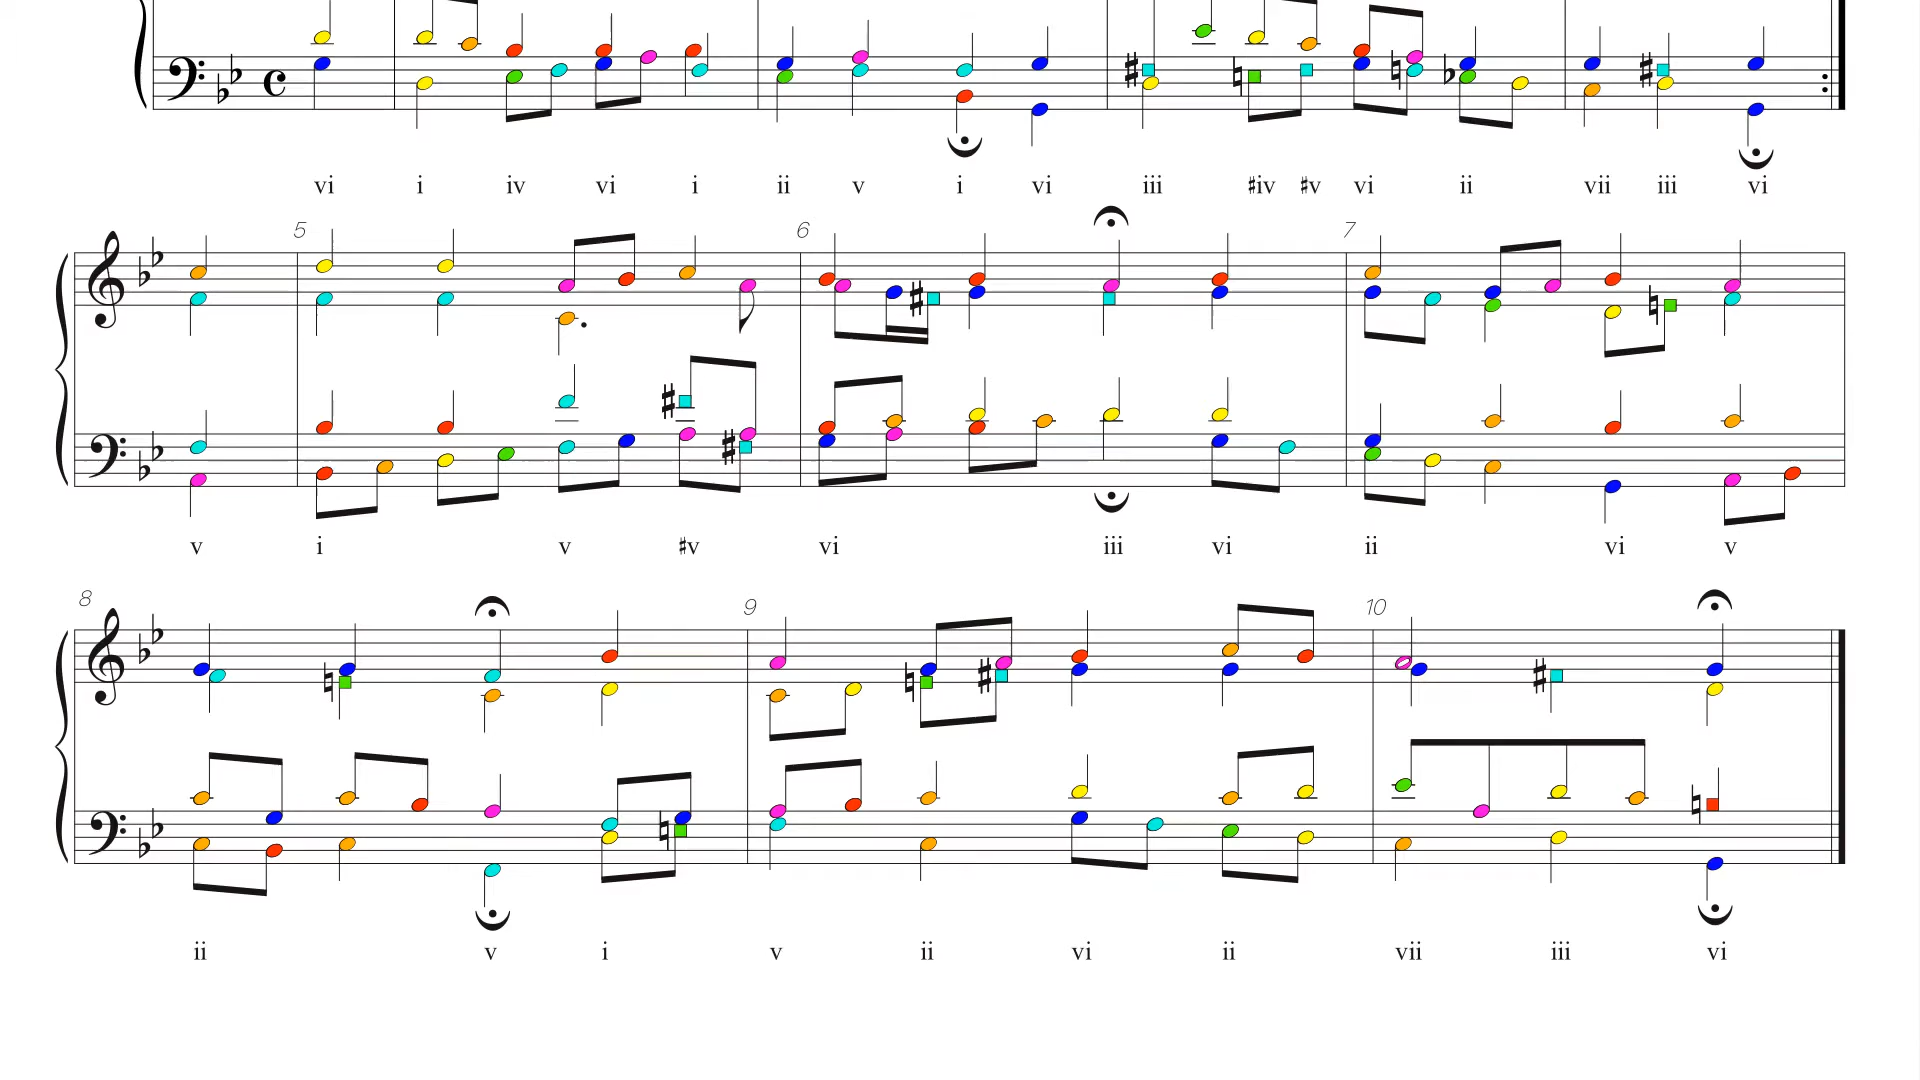 vi i iv vi i ii v i vi iii ♯iv ♯v vi ii vii iii vi
5 6 7
v i v ♯v vi iii vi ii vi v
8 9 10
ii v i v ii vi ii vii iii vi